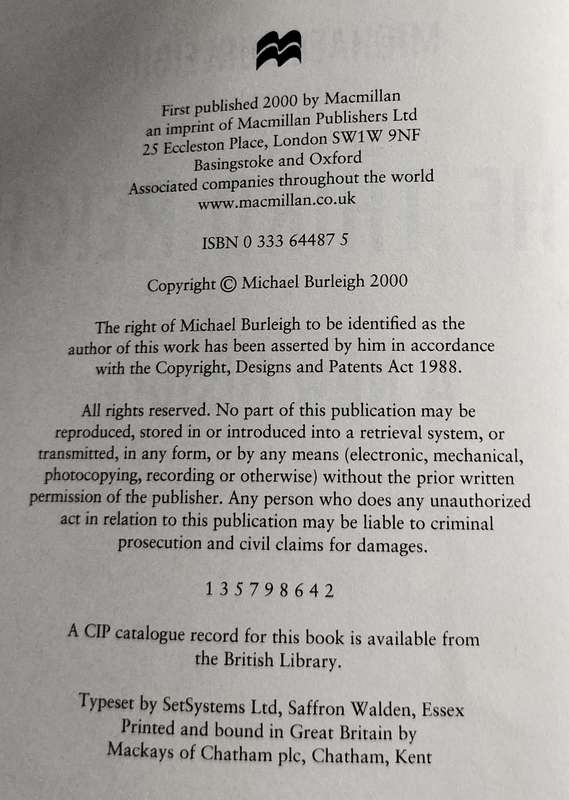 First published 2000 by Macmillan
an imprint of Macmillan Publishers Ltd
25 Eccleston Place, London SW1W 9NF
Basingstoke and Oxford
Associated companies throughout the world
www.macmillan.co.uk
ISBN 0 333 64487 5
Copyright © Michael Burleigh 2000
The right of Michael Burleigh to be identified as the
author of this work has been asserted by him in accordance
with the Copyright, Designs and Patents Act 1988.
All rights reserved. No part of this publication may be
reproduced, stored in or introduced into a retrieval system, or
transmitted, in any form, or by any means (electronic, mechanical,
photocopying, recording or otherwise) without the prior written
permission of the publisher. Any person who does any unauthorized
act in relation to this publication may be liable to criminal
prosecution and civil claims for damages.
1 3 5 7 9 8 6 4 2
A CIP catalogue record for this book is available from
the British Library.
Typeset by SetSystems Ltd, Saffron Walden, Essex
Printed and bound in Great Britain by
Mackays of Chatham plc, Chatham, Kent